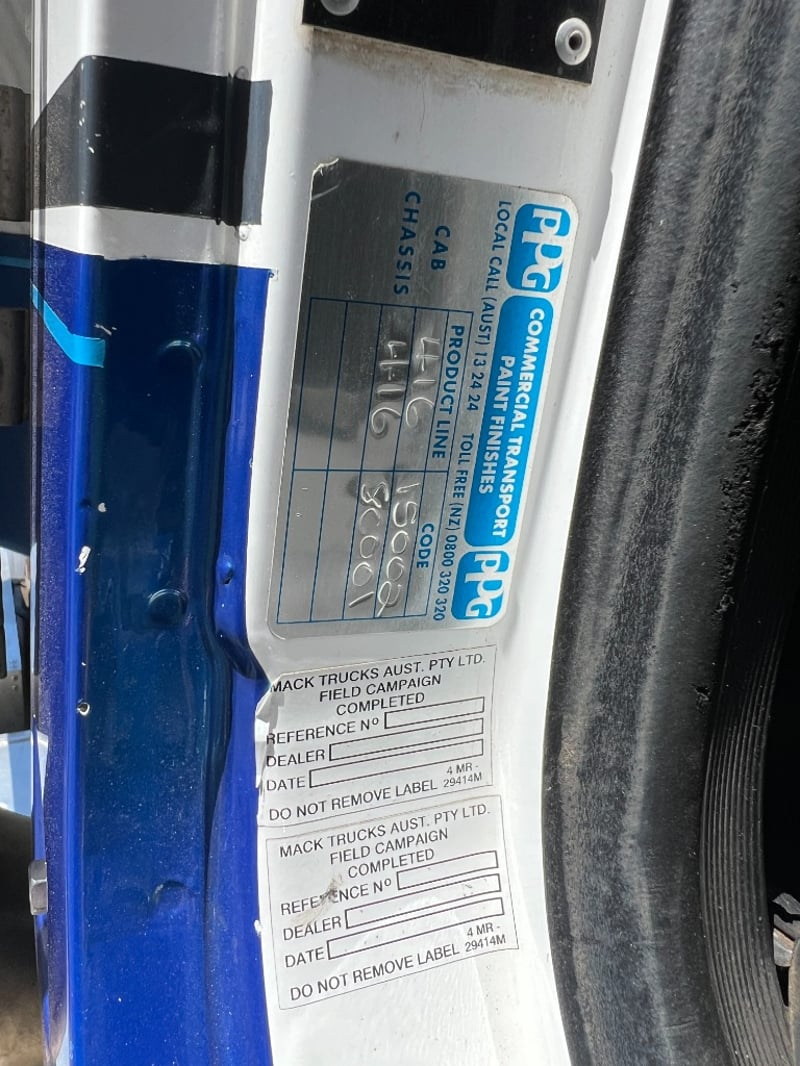 PPG COMMERCIAL TRANSPORT PPG
PAINT FINISHES
LOCAL CALL (AUST) 13 24 24 TOLL FREE (NZ) 0800 320 320
PRODUCT LINE CODE
CAB 416 15002
CHASSIS 4416 80001
MACK TRUCKS AUST. PTY LTD.
FIELD CAMPAIGN
COMPLETED
REFERENCE Nº
DEALER
DATE
4 MR -
DO NOT REMOVE LABEL 29414M
MACK TRUCKS AUST. PTY LTD.
FIELD CAMPAIGN
COMPLETED
REFERENCE Nº
DEALER
DATE
4 MR -
DO NOT REMOVE LABEL 29414M